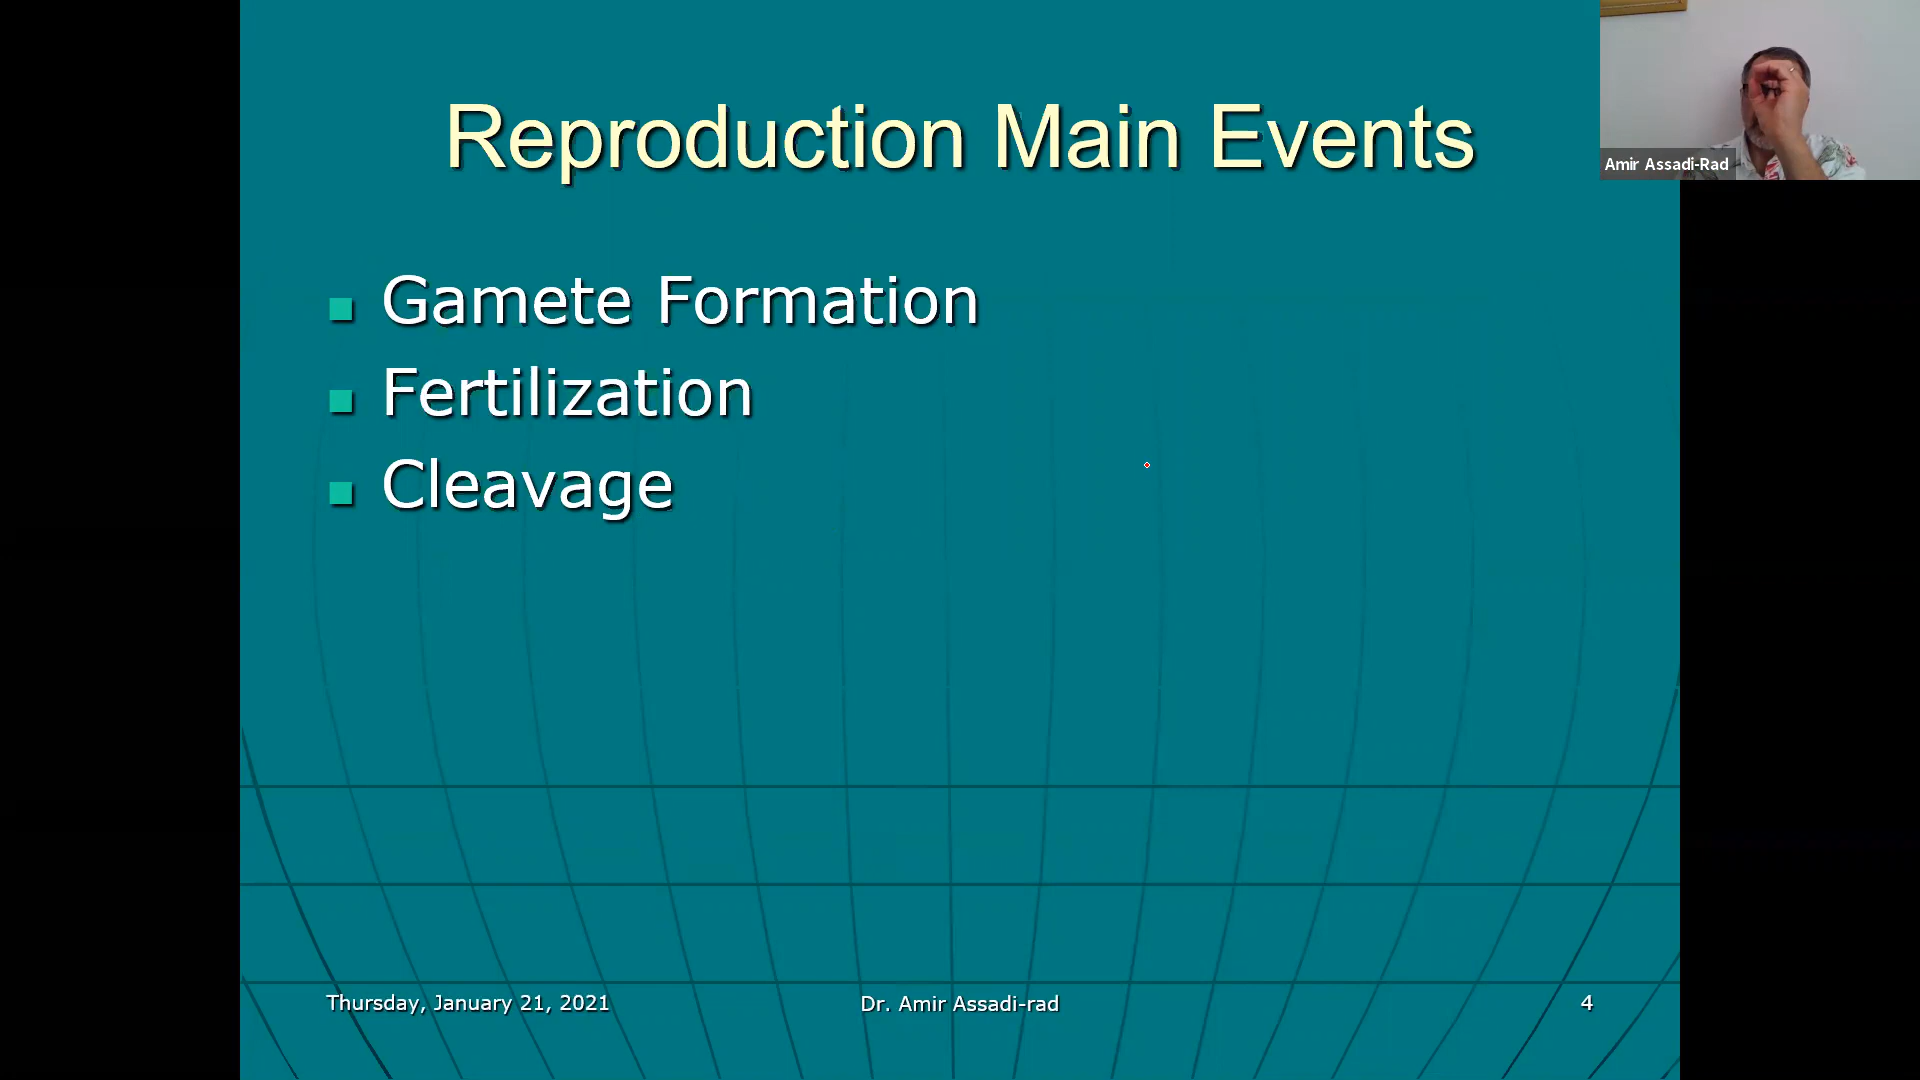 Reproduction Main Events
Amir Assadi-Rad
Gamete Formation
Fertilization
Cleavage
Thursday, January 21, 2021
Dr. Amir Assadi-rad
4